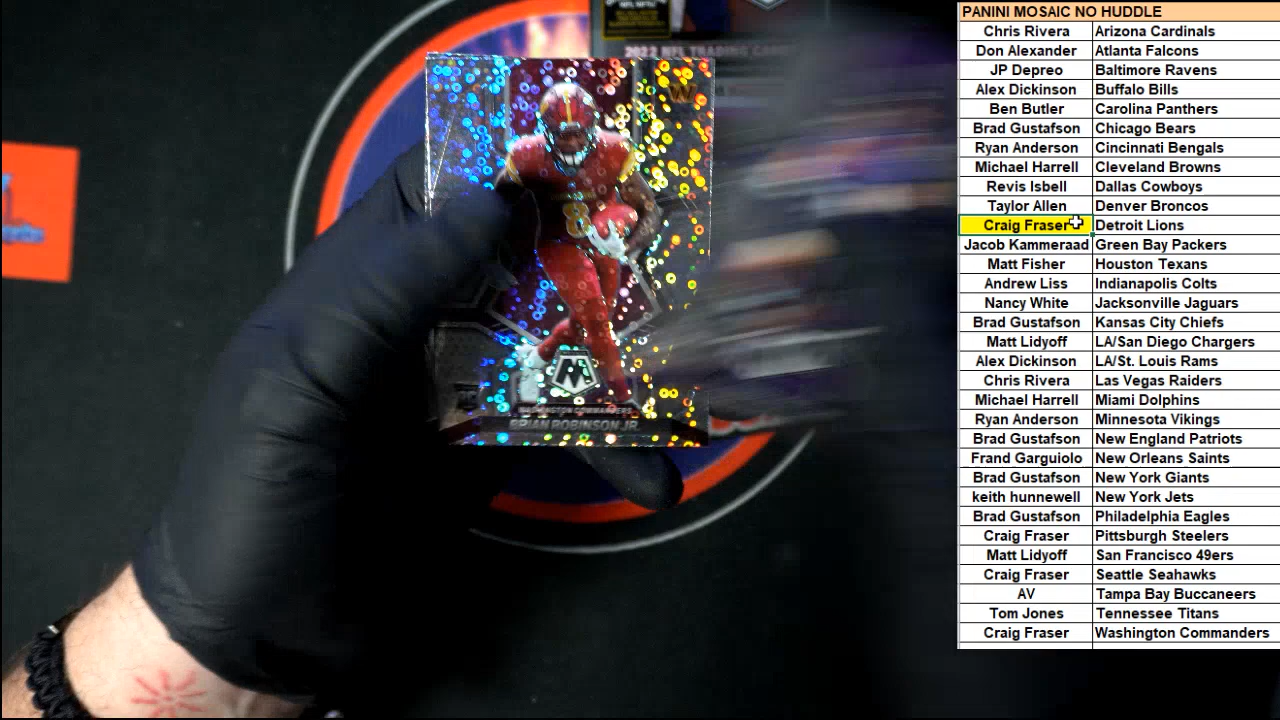 2022 NFL TRADING CARD
W
8
M
WASHINGTON COMMANDERS
BRIAN ROBINSON JR.
PANINI MOSAIC NO HUDDLE
Chris Rivera Arizona Cardinals
Don Alexander Atlanta Falcons
JP Depreo Baltimore Ravens
Alex Dickinson Buffalo Bills
Ben Butler Carolina Panthers
Brad Gustafson Chicago Bears
Ryan Anderson Cincinnati Bengals
Michael Harrell Cleveland Browns
Revis Isbell Dallas Cowboys
Taylor Allen Denver Broncos
Craig Fraser Detroit Lions
Jacob Kammeraad Green Bay Packers
Matt Fisher Houston Texans
Andrew Liss Indianapolis Colts
Nancy White Jacksonville Jaguars
Brad Gustafson Kansas City Chiefs
Matt Lidyoff LA/San Diego Chargers
Alex Dickinson LA/St. Louis Rams
Chris Rivera Las Vegas Raiders
Michael Harrell Miami Dolphins
Ryan Anderson Minnesota Vikings
Brad Gustafson New England Patriots
Frand Garguiolo New Orleans Saints
Brad Gustafson New York Giants
keith hunnewell New York Jets
Brad Gustafson Philadelphia Eagles
Craig Fraser Pittsburgh Steelers
Matt Lidyoff San Francisco 49ers
Craig Fraser Seattle Seahawks
AV Tampa Bay Buccaneers
Tom Jones Tennessee Titans
Craig Fraser Washington Commanders